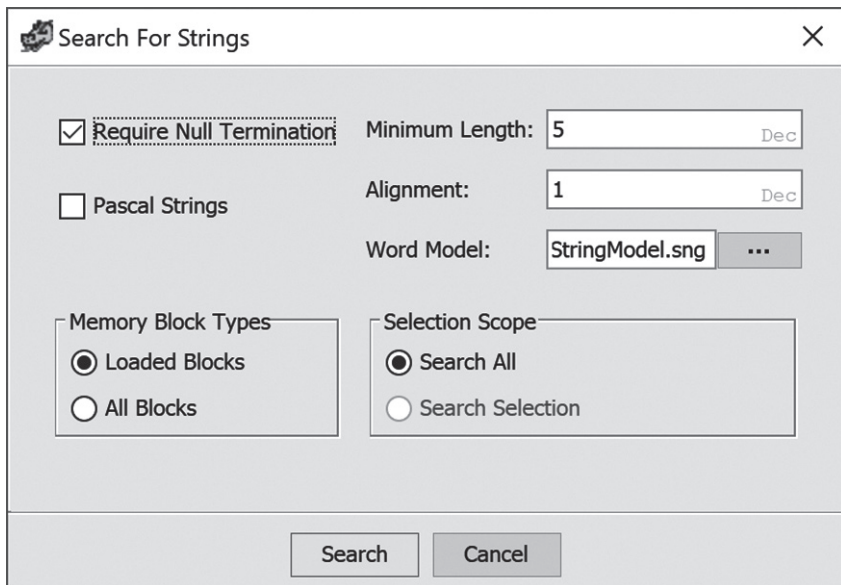 Search For Strings
Require Null Termination
Minimum Length: 5 Dec
Pascal Strings
Alignment: 1 Dec
Word Model: StringModel.sng ...
Memory Block Types
Loaded Blocks
All Blocks
Selection Scope
Search All
Search Selection
Search Cancel